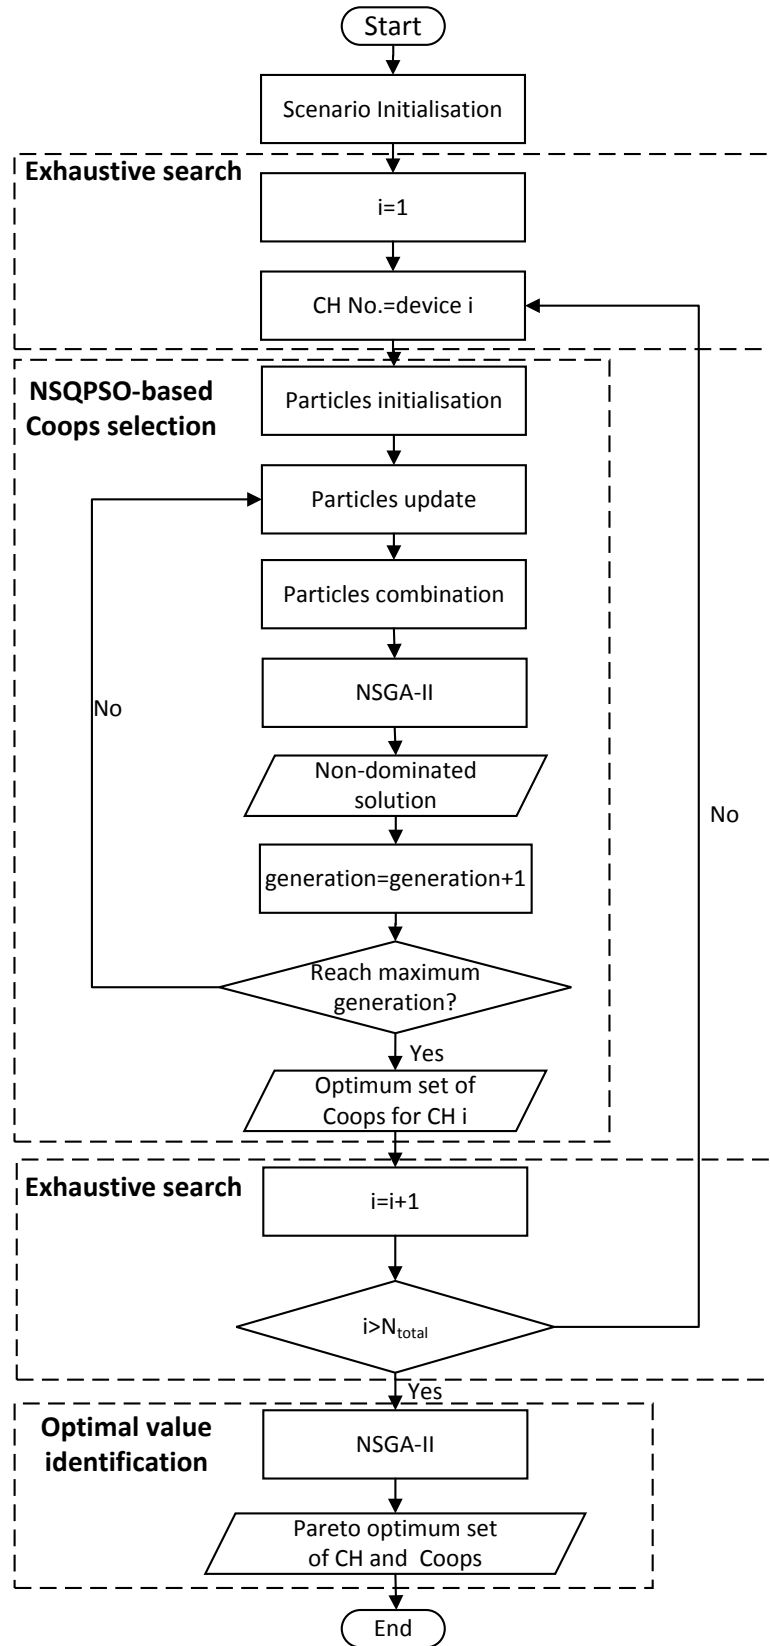 Start
Scenario Initialisation
Exhaustive search
i=1
CH No.=device i
NSQPSO-based
Coops selection
Particles initialisation
Particles update
Particles combination
NSGA-II
No
Non-dominated
solution
No
generation=generation+1
Reach maximum
generation?
Yes
Optimum set of
Coops for CH i
Exhaustive search
i=i+1
i>Ntotal
Yes
Optimal value
identification
NSGA-II
Pareto optimum set
of CH and Coops
End